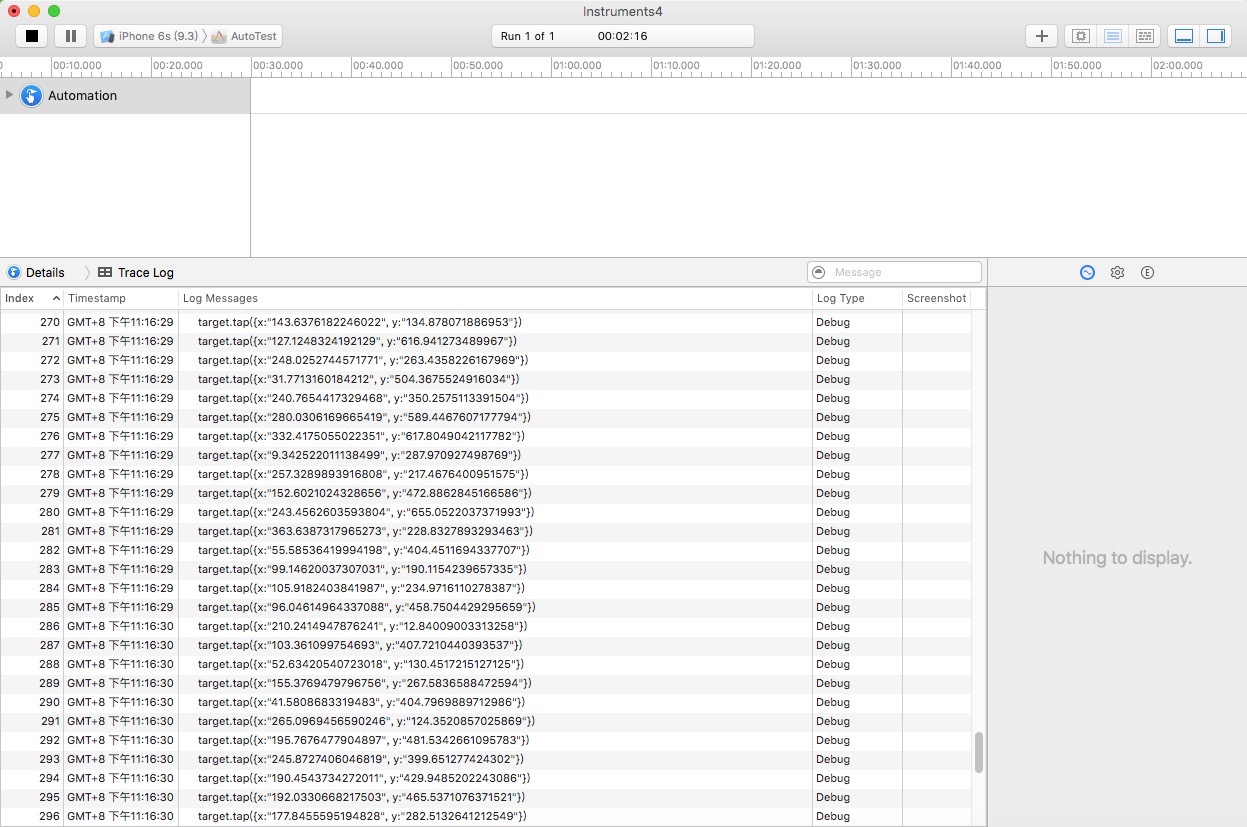 Instruments4
iPhone 6s (9.3) 〉 AutoTest
Run 1 of 1 00:02:16
00:10.000 00:20.000 00:30.000 00:40.000 00:50.000 01:00.000 01:10.000 01:20.000 01:30.000 01:40.000 01:50.000 02:00.000
Automation
Details 〉 Trace Log
Message
Index Timestamp Log Messages Log Type Screenshot
270 GMT+8 下午11:16:29 target.tap({x:"143.6376182246022", y:"134.878071886953"}) Debug
271 GMT+8 下午11:16:29 target.tap({x:"127.1248324192129", y:"616.941273489967"}) Debug
272 GMT+8 下午11:16:29 target.tap({x:"248.0252744571771", y:"263.4358226167969"}) Debug
273 GMT+8 下午11:16:29 target.tap({x:"31.7713160184212", y:"504.3675524916034"}) Debug
274 GMT+8 下午11:16:29 target.tap({x:"240.7654417329468", y:"350.2575113391504"}) Debug
275 GMT+8 下午11:16:29 target.tap({x:"280.0306169665419", y:"589.4467607177794"}) Debug
276 GMT+8 下午11:16:29 target.tap({x:"332.4175055022351", y:"617.8049042117782"}) Debug
277 GMT+8 下午11:16:29 target.tap({x:"9.342522011138499", y:"287.970927498769"}) Debug
278 GMT+8 下午11:16:29 target.tap({x:"257.3289893916808", y:"217.4676400951575"}) Debug
279 GMT+8 下午11:16:29 target.tap({x:"152.6021024328656", y:"472.8862845166586"}) Debug
280 GMT+8 下午11:16:29 target.tap({x:"243.4562603593804", y:"655.0522037371993"}) Debug
281 GMT+8 下午11:16:29 target.tap({x:"363.6387317965273", y:"228.8327893293463"}) Debug
282 GMT+8 下午11:16:29 target.tap({x:"55.58536419994198", y:"404.4511694337707"}) Debug
283 GMT+8 下午11:16:29 target.tap({x:"99.14620037307031", y:"190.1154239657335"}) Debug
284 GMT+8 下午11:16:29 target.tap({x:"105.9182403841987", y:"234.9716110278387"}) Debug
285 GMT+8 下午11:16:29 target.tap({x:"96.04614964337088", y:"458.7504429295659"}) Debug
286 GMT+8 下午11:16:30 target.tap({x:"210.2414947876241", y:"12.84009003313258"}) Debug
287 GMT+8 下午11:16:30 target.tap({x:"103.361099754693", y:"407.7210440393537"}) Debug
288 GMT+8 下午11:16:30 target.tap({x:"52.63420540723018", y:"130.4517215127125"}) Debug
289 GMT+8 下午11:16:30 target.tap({x:"155.3769479796756", y:"267.5836588472594"}) Debug
290 GMT+8 下午11:16:30 target.tap({x:"41.5808683319483", y:"404.7969889712986"}) Debug
291 GMT+8 下午11:16:30 target.tap({x:"265.0969456590246", y:"124.3520857025869"}) Debug
292 GMT+8 下午11:16:30 target.tap({x:"195.7676477904897", y:"481.5342661095783"}) Debug
293 GMT+8 下午11:16:30 target.tap({x:"245.8727406046819", y:"399.651277424302"}) Debug
294 GMT+8 下午11:16:30 target.tap({x:"190.4543734272011", y:"429.9485202243086"}) Debug
295 GMT+8 下午11:16:30 target.tap({x:"192.0330668217503", y:"465.5371076371521"}) Debug
296 GMT+8 下午11:16:30 target.tap({x:"177.8455595194828", y:"282.5132641212549"}) Debug
Nothing to display.